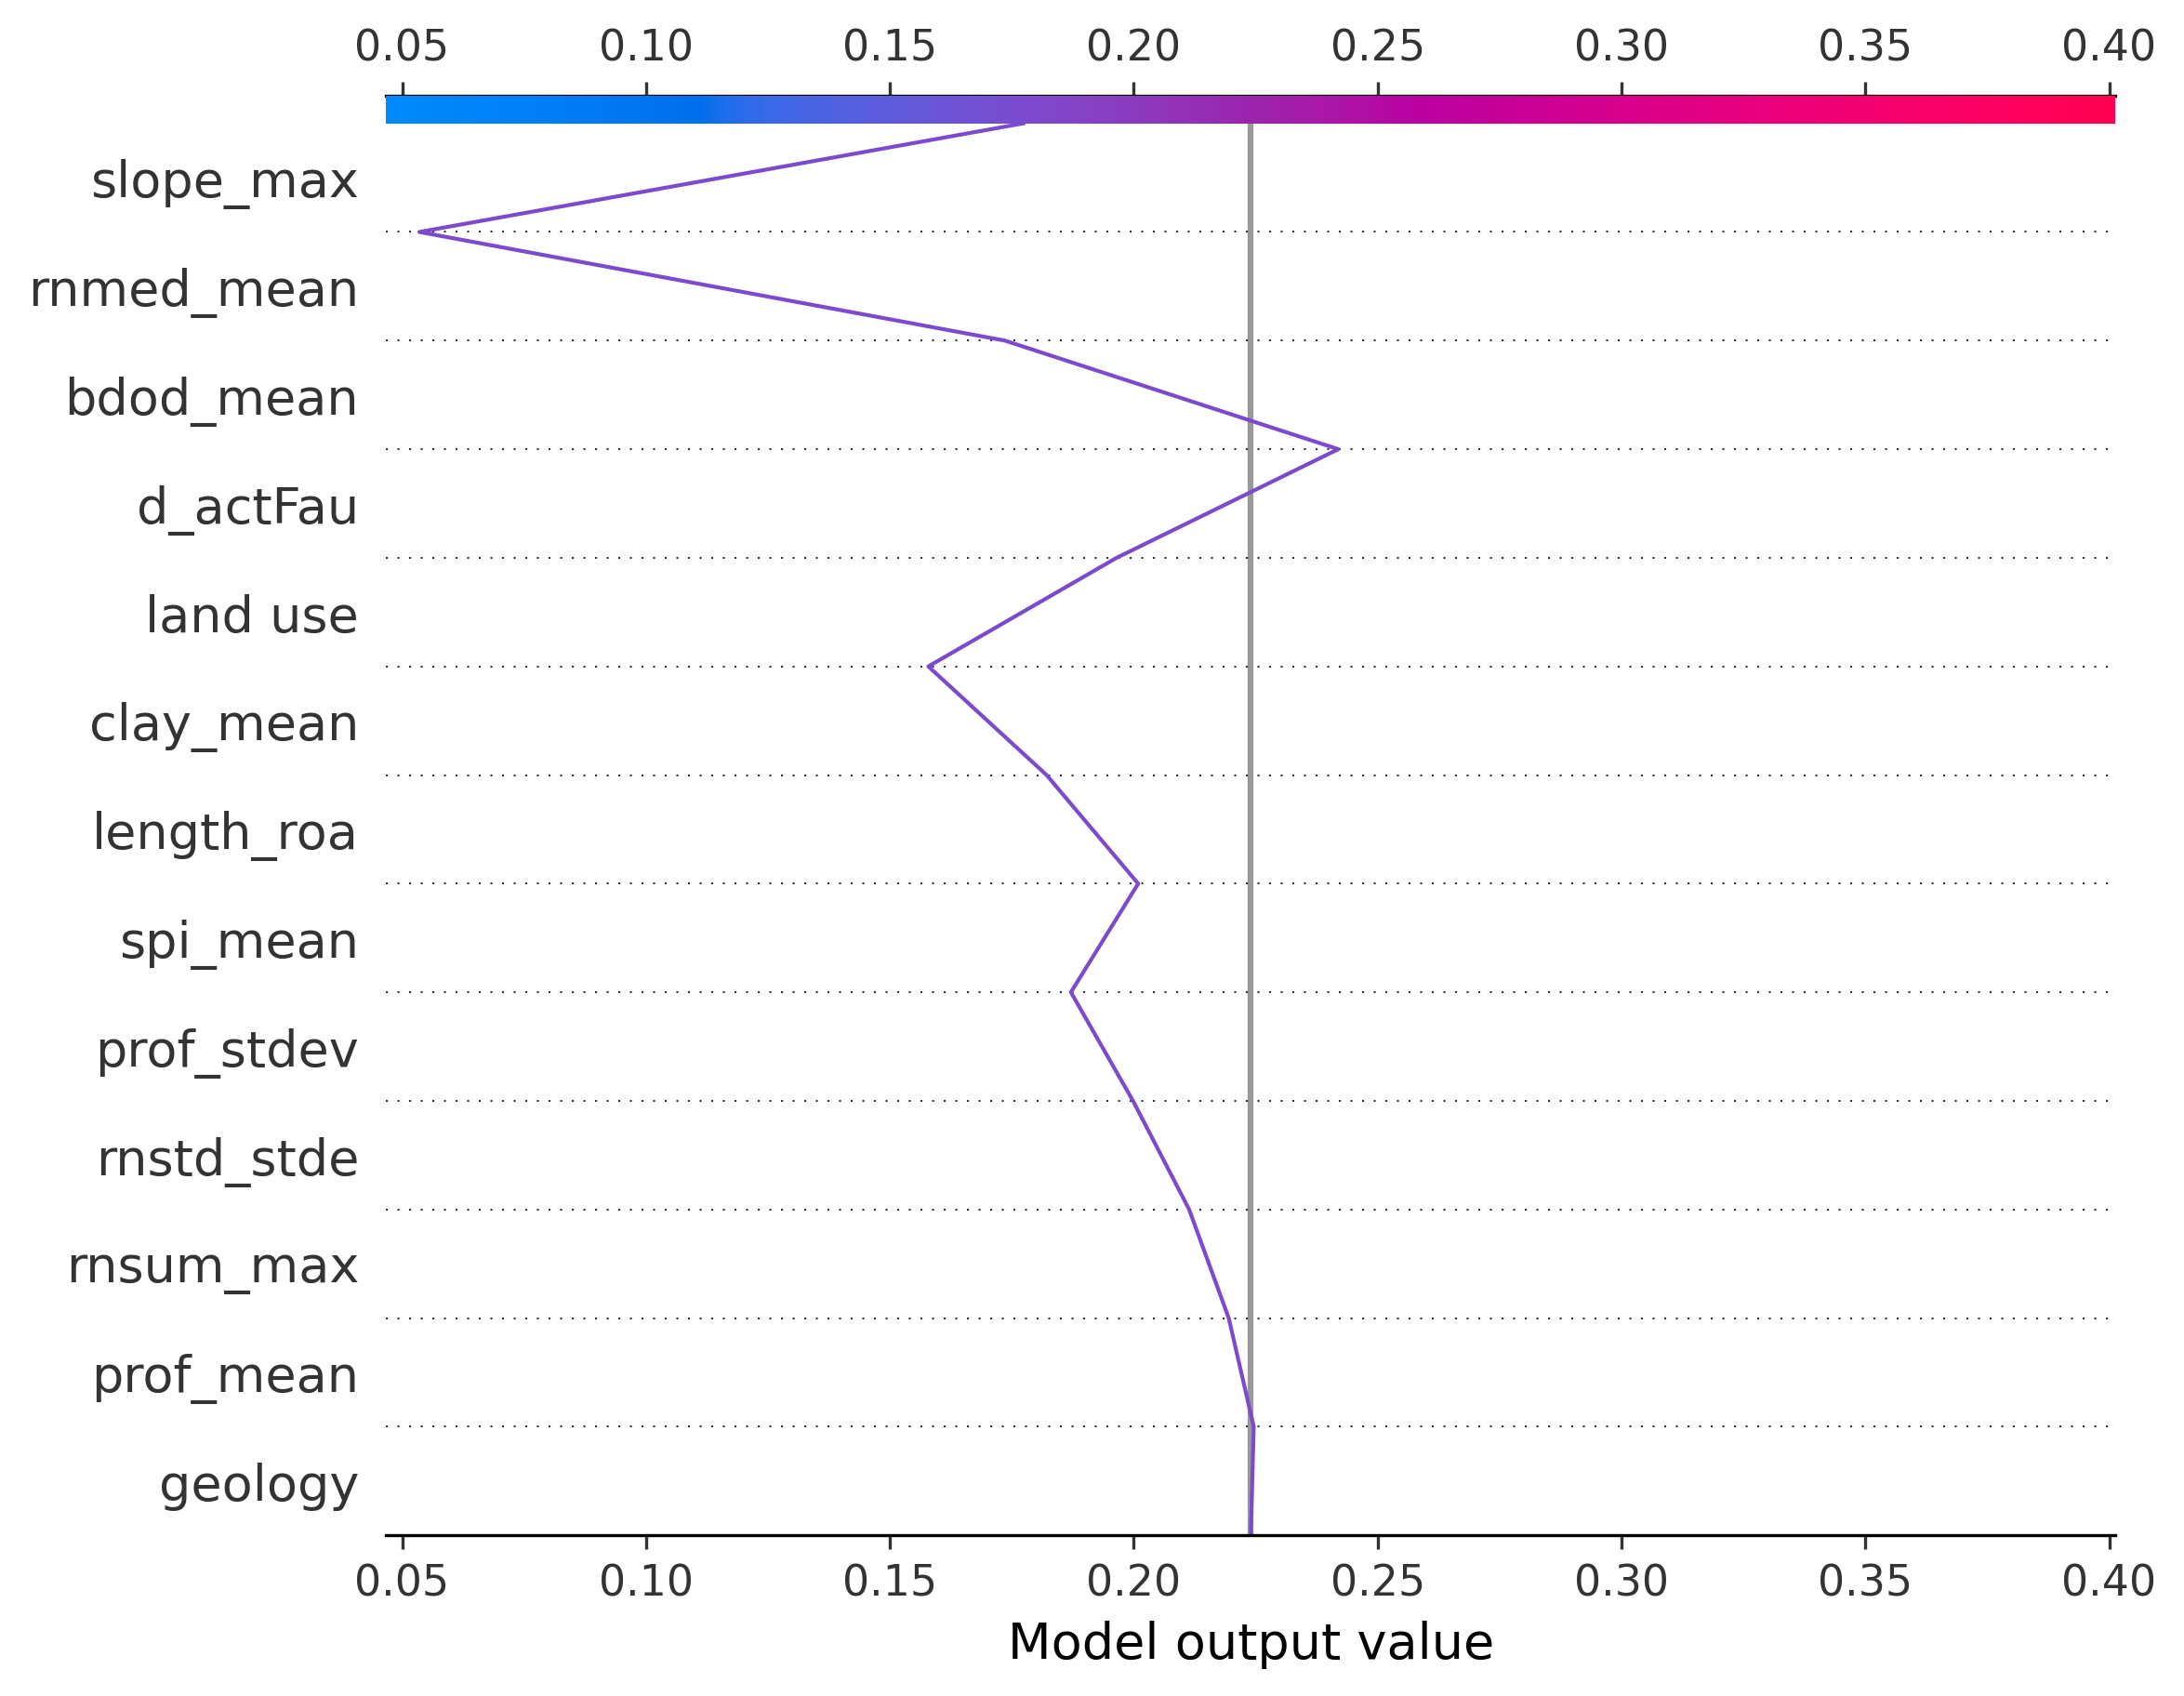 0.05 0.10 0.15 0.20 0.25 0.30 0.35 0.40
slope_max
rnmed_mean
bdod_mean
d_actFau
land use
clay_mean
length_roa
spi_mean
prof_stdev
rnstd_stde
rnsum_max
prof_mean
geology
0.05 0.10 0.15 0.20 0.25 0.30 0.35 0.40
Model output value